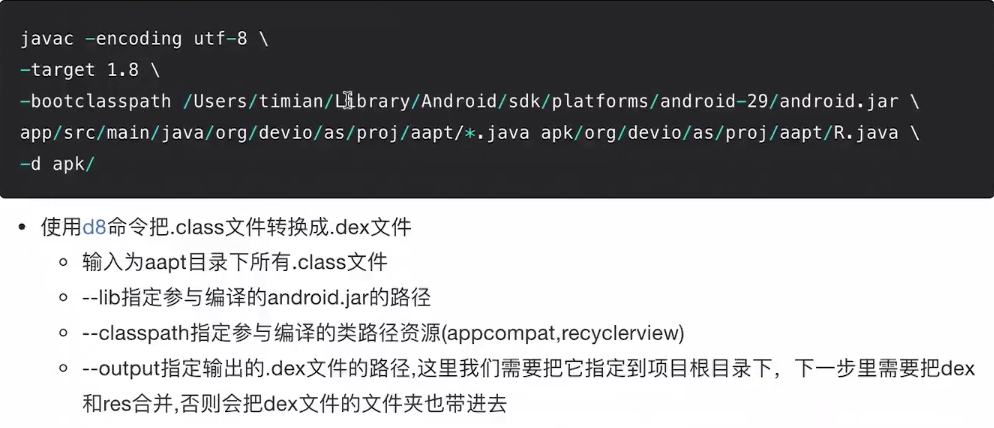 javac -encoding utf-8 \
-target 1.8 \
-bootclasspath /Users/timian/Library/Android/sdk/platforms/android-29/android.jar \
app/src/main/java/org/devio/as/proj/aapt/*.java apk/org/devio/as/proj/aapt/R.java \
-d apk/
• 使用d8命令把.class文件转换成.dex文件
◦ 输入为aapt目录下所有.class文件
◦ --lib指定参与编译的android.jar的路径
◦ --classpath指定参与编译的类路径资源(appcompat,recyclerview)
◦ --output指定输出的.dex文件的路径,这里我们需要把它指定到项目根目录下，下一步里需要把dex
和res合并,否则会把dex文件的文件夹也带进去